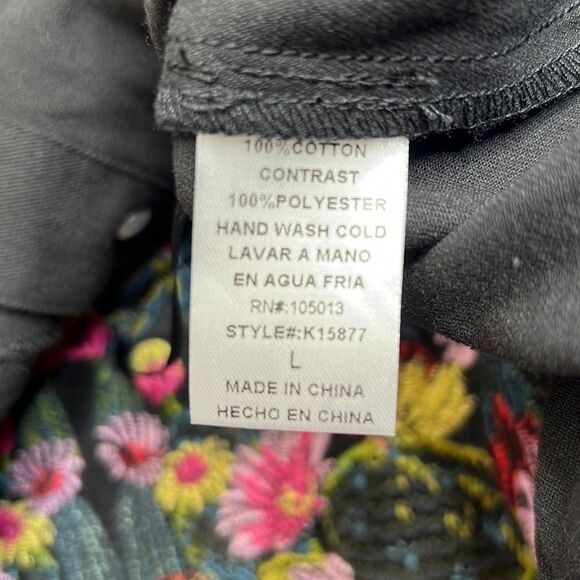 100%COTTON
CONTRAST
100%POLYESTER
HAND WASH COLD
LAVAR A MANO
EN AGUA FRIA
RN#:105013
STYLE#:K15877
L
MADE IN CHINA
HECHO EN CHINA